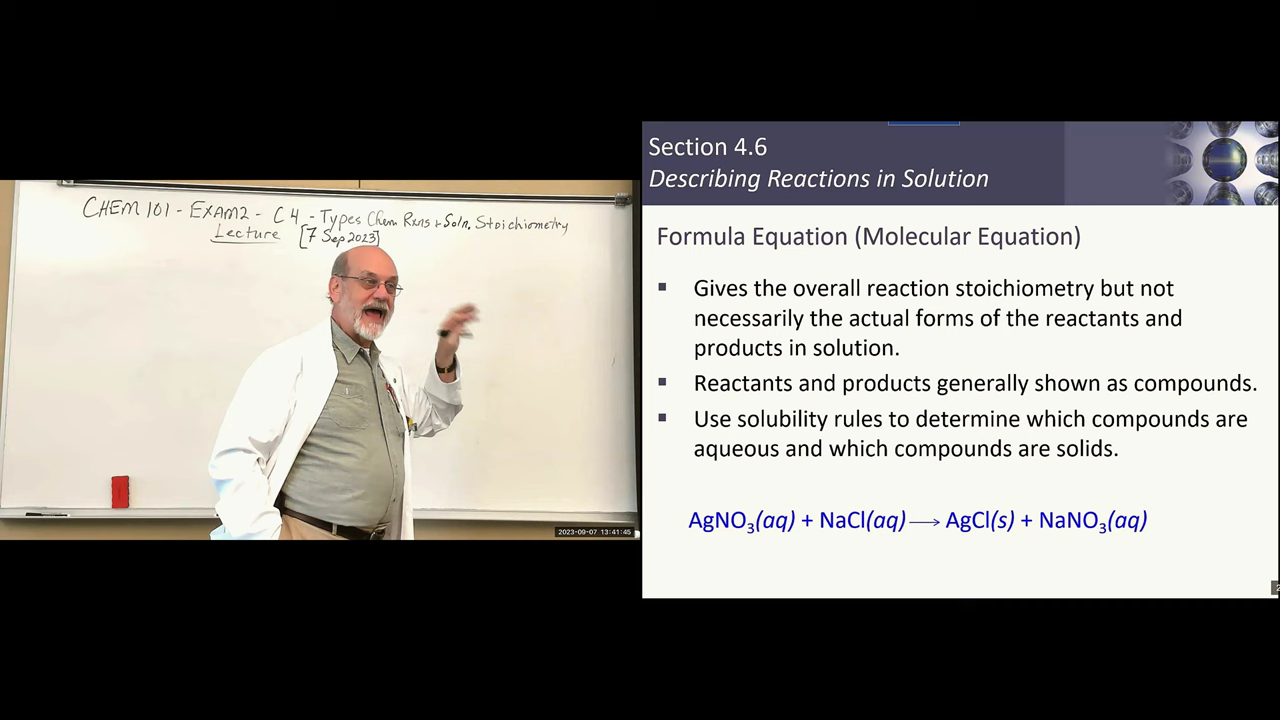 CHEM 101 - EXAM2 - C 4 - Types Chem Rxns + Soln. Stoichiometry
Lecture [7 Sep 2023]
2023-09-07 13:41:45
Section 4.6
Describing Reactions in Solution
Formula Equation (Molecular Equation)
▪ Gives the overall reaction stoichiometry but not
necessarily the actual forms of the reactants and
products in solution.
▪ Reactants and products generally shown as compounds.
▪ Use solubility rules to determine which compounds are
aqueous and which compounds are solids.
AgNO₃(aq) + NaCl(aq) ⟶ AgCl(s) + NaNO₃(aq)